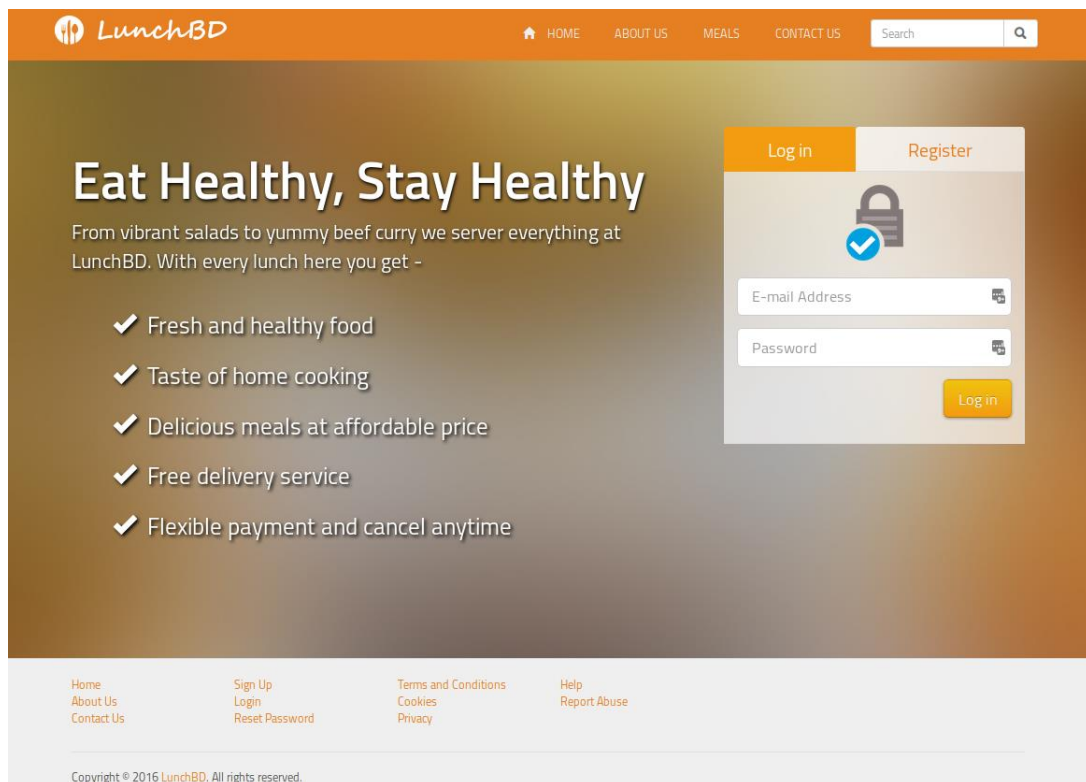 LunchBD
HOME ABOUT US MEALS CONTACT US Search
Log in Register
Eat Healthy, Stay Healthy
From vibrant salads to yummy beef curry we server everything at
LunchBD. With every lunch here you get -
Fresh and healthy food
Taste of home cooking
Delicious meals at affordable price
Free delivery service
Flexible payment and cancel anytime
E-mail Address
Password
Log in
Home
About Us
Contact Us
Sign Up
Login
Reset Password
Terms and Conditions
Cookies
Privacy
Help
Report Abuse
Copyright © 2016 LunchBD. All rights reserved.